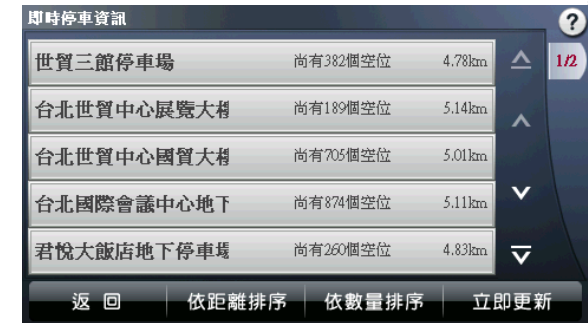 即時停車資訊
?
世貿三館停車場 尚有382個空位 4.78km 1/2
台北世貿中心展覽大樓 尚有189個空位 5.14km
台北世貿中心國貿大樓 尚有705個空位 5.01km
台北國際會議中心地下 尚有874個空位 5.11km
君悅大飯店地下停車場 尚有260個空位 4.83km
返回 依距離排序 依數量排序 立即更新